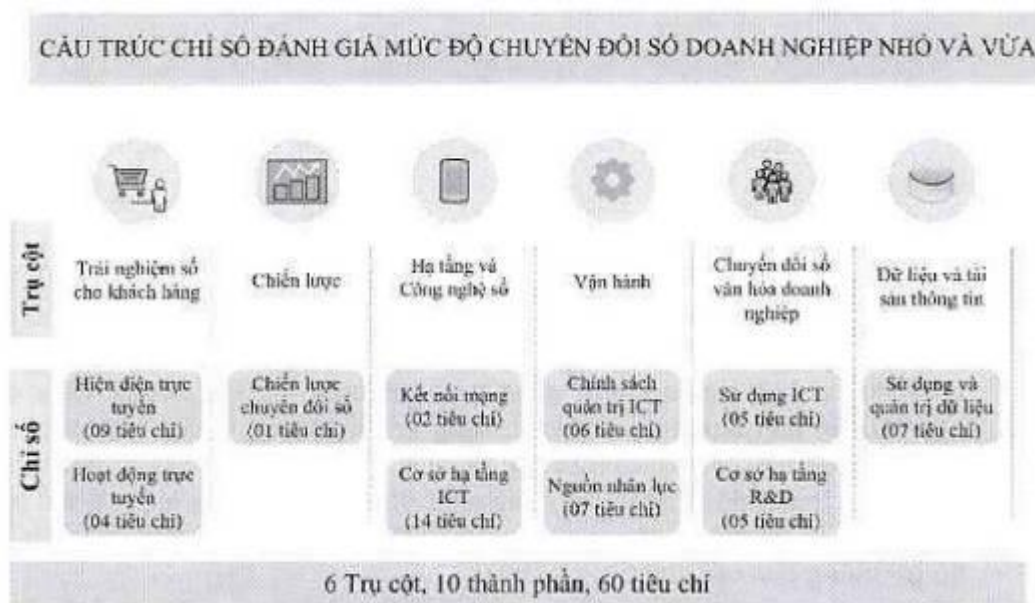 CẤU TRÚC CHỈ SỐ ĐÁNH GIÁ MỨC ĐỘ CHUYỂN ĐỔI SỐ DOANH NGHIỆP NHỎ VÀ VỪA
Trụ cột
Trải nghiệm số
cho khách hàng
Chiến lược
Hạ tầng và
Công nghệ số
Vận hành
Chuyển đổi số
văn hóa doanh
nghiệp
Dữ liệu và tài
sản thông tin
Chỉ số
Hiện diện trực
tuyến
(09 tiêu chí)
Chiến lược
chuyển đổi số
(01 tiêu chí)
Kết nối mạng
(02 tiêu chí)
Chính sách
quản trị ICT
(06 tiêu chí)
Sử dụng ICT
(05 tiêu chí)
Sử dụng và
quản trị dữ liệu
(07 tiêu chí)
Hoạt động trực
tuyến
(04 tiêu chí)
Cơ sở hạ tầng
ICT
(14 tiêu chí)
Nguồn nhân lực
(07 tiêu chí)
Cơ sở hạ tầng
R&D
(05 tiêu chí)
6 Trụ cột, 10 thành phần, 60 tiêu chí